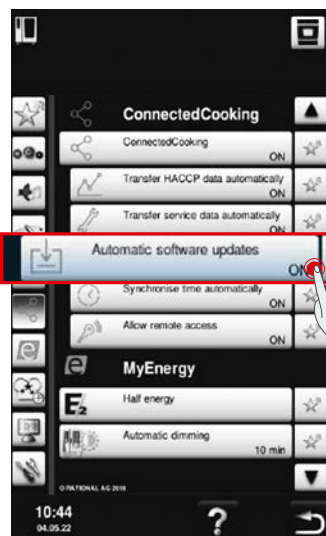 ConnectedCooking
ConnectedCooking
ON
Transfer HACCP data automatically
ON
Transfer service data automatically
ON
Automatic software updates
ON
Synchronise time automatically
ON
Allow remote access
ON
MyEnergy
E2
Half energy
Automatic dimming
10 min
© RATIONAL AG 2016
10:44
04.05.22
?